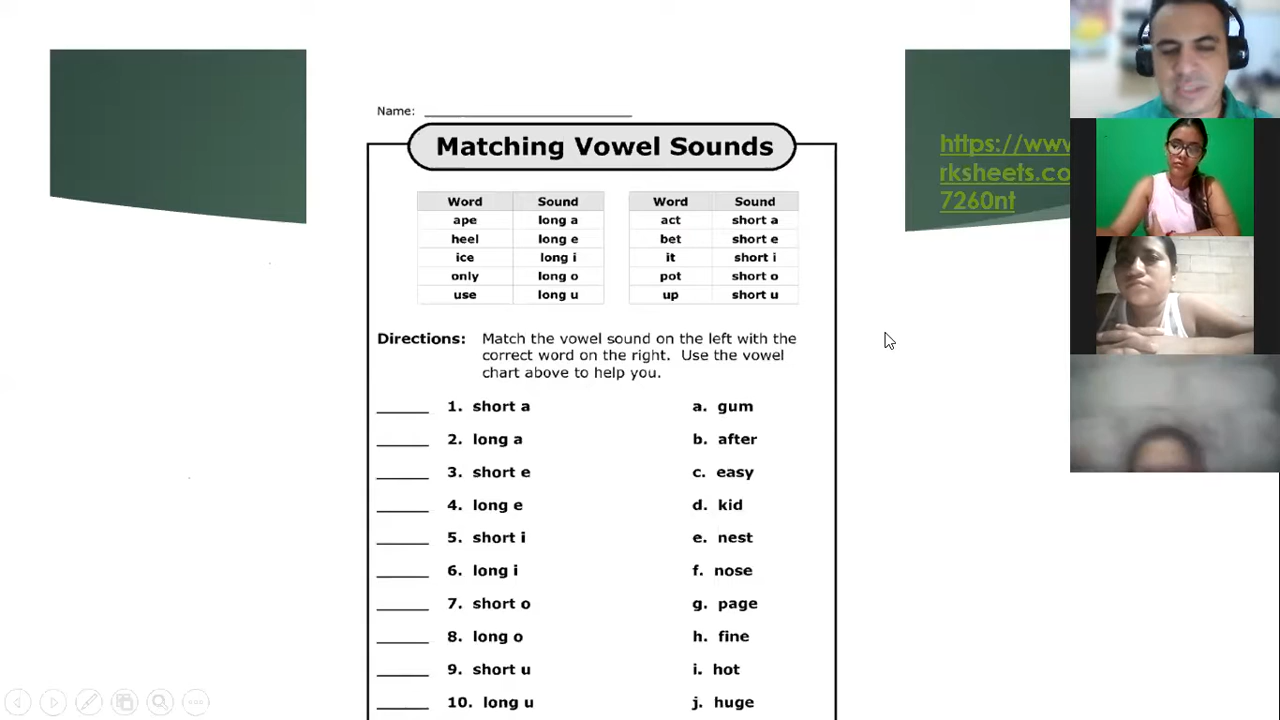 Name:
Matching Vowel Sounds
Word Sound
ape long a
heel long e
ice long i
only long o
use long u
Word Sound
act short a
bet short e
it short i
pot short o
up short u
Directions: Match the vowel sound on the left with the
correct word on the right. Use the vowel
chart above to help you.
1. short a
2. long a
3. short e
4. long e
5. short i
6. long i
7. short o
8. long o
9. short u
10. long u
a. gum
b. after
c. easy
d. kid
e. nest
f. nose
g. page
h. fine
i. hot
j. huge
https://www
rksheets.co
7260nt